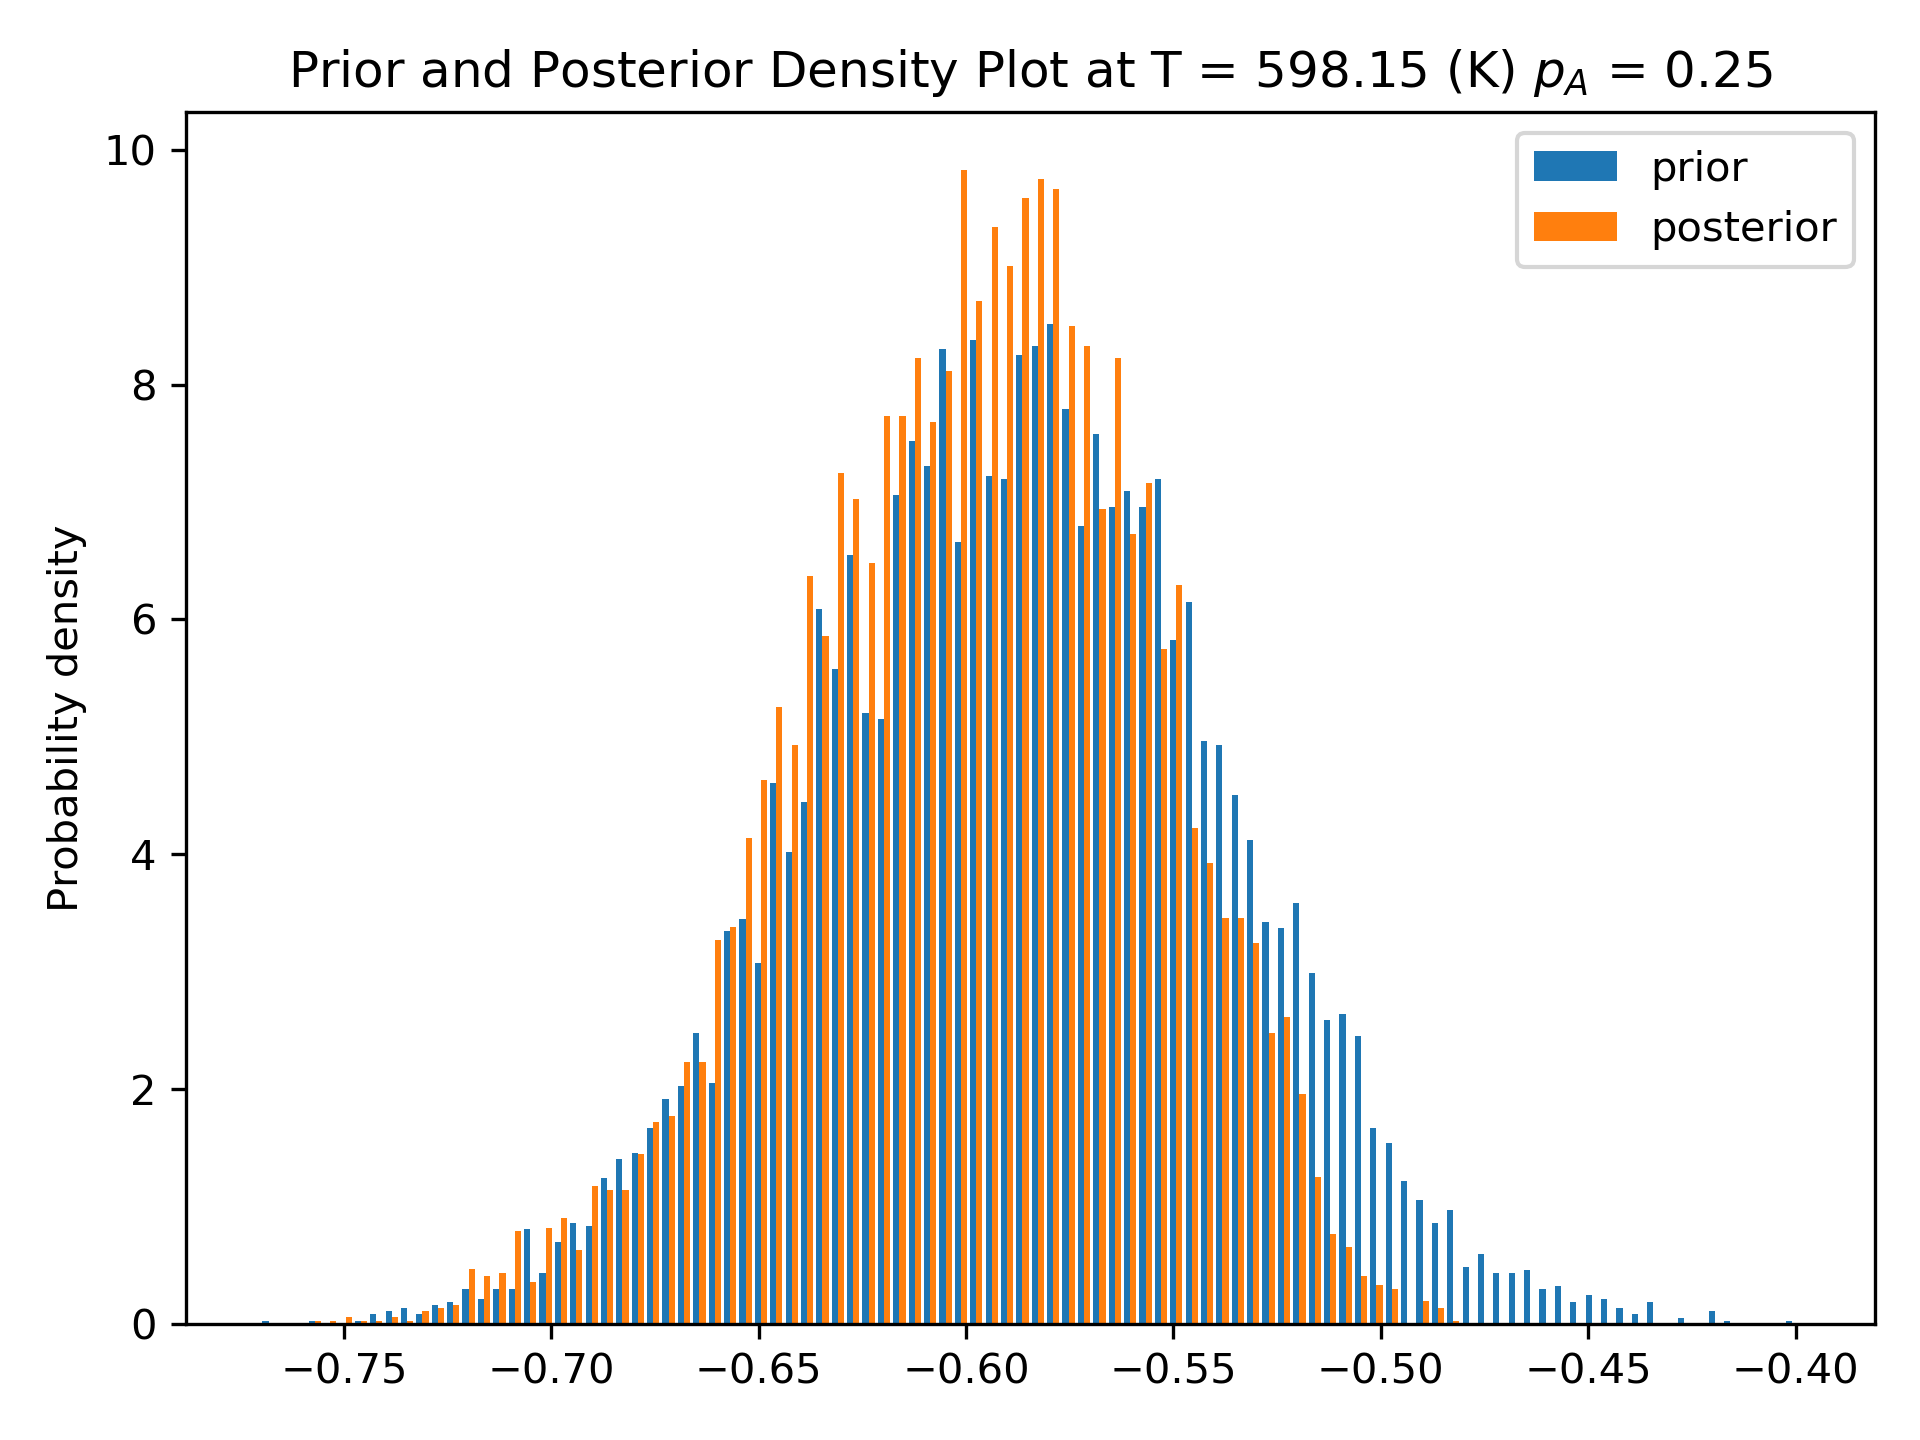 Prior and Posterior Density Plot at T = 598.15 (K) p_A = 0.25
prior
posterior
Probability density
10
8
6
4
2
0
−0.75 −0.70 −0.65 −0.60 −0.55 −0.50 −0.45 −0.40